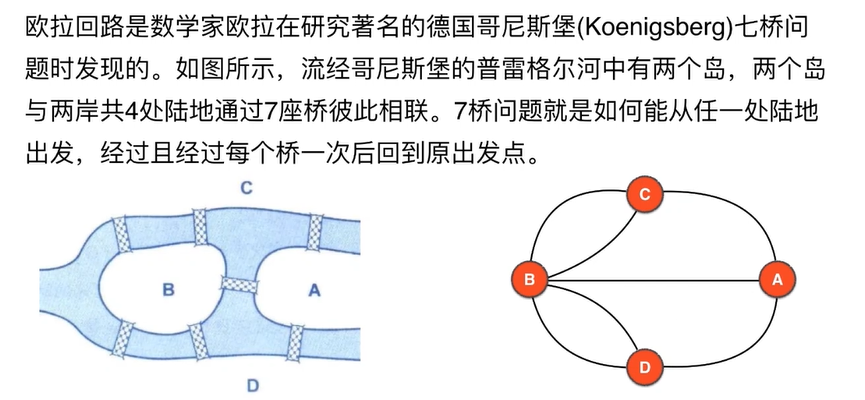 欧拉回路是数学家欧拉在研究著名的德国哥尼斯堡(Koenigsberg)七桥问
题时发现的。如图所示，流经哥尼斯堡的普雷格尔河中有两个岛，两个岛
与两岸共4处陆地通过7座桥彼此相联。7桥问题就是如何能从任一处陆地
出发，经过且经过每个桥一次后回到原出发点。
C
B
A
D
C
B
A
D